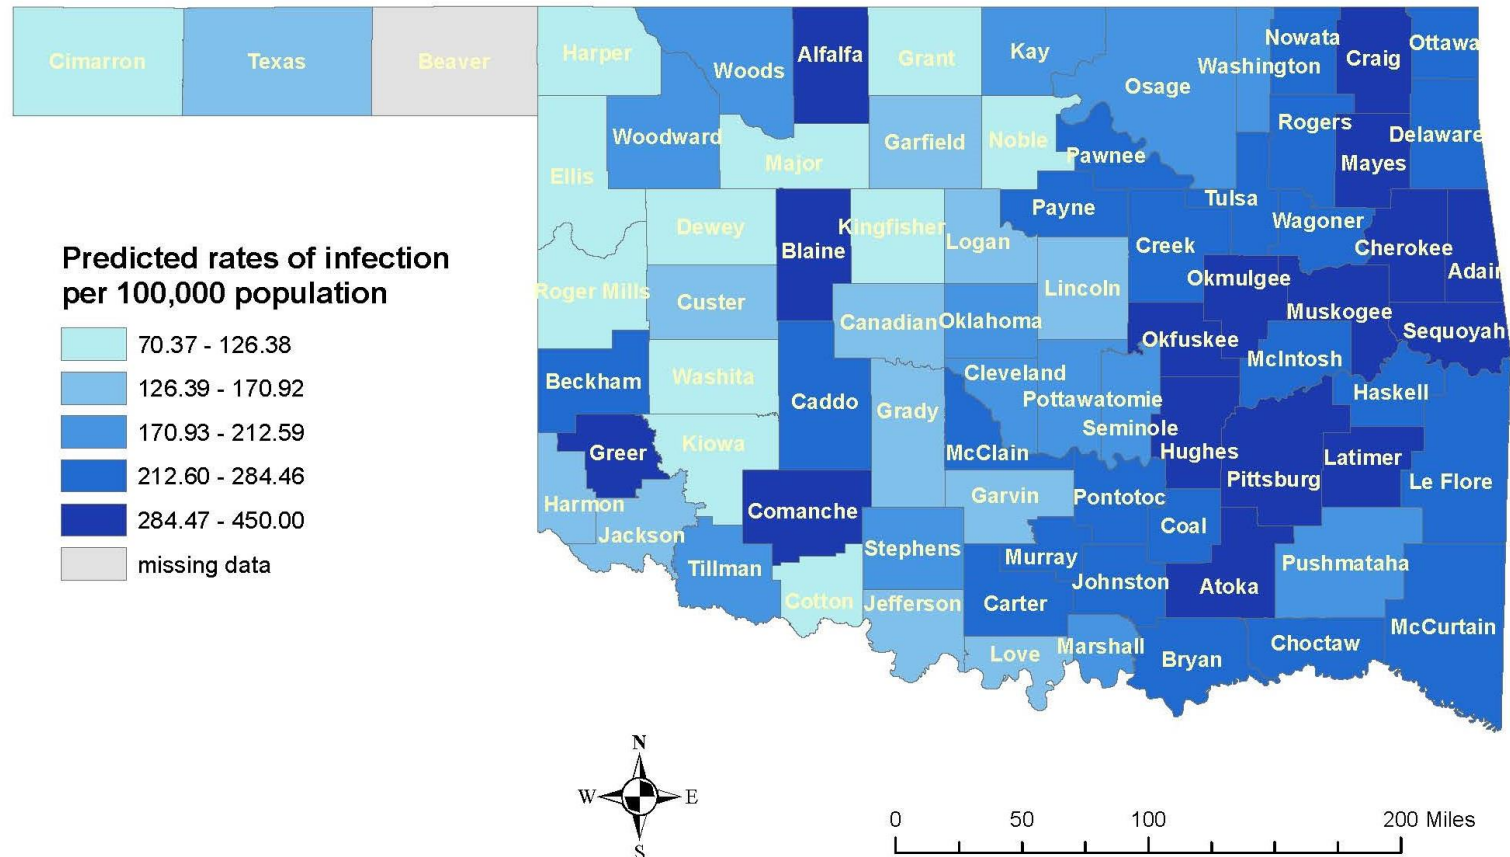 Cimarron
Texas
Beaver
Harper
Woods
Alfalfa
Grant
Kay
Osage
Washington
Nowata
Craig
Ottawa
Woodward
Ellis
Major
Garfield
Noble
Pawnee
Rogers
Mayes
Delaware
Dewey
Blaine
Kingfisher
Logan
Payne
Creek
Tulsa
Wagoner
Cherokee
Adair
Predicted rates of infection
per 100,000 population
70.37 - 126.38
126.39 - 170.92
170.93 - 212.59
212.60 - 284.46
284.47 - 450.00
missing data
Roger Mills
Custer
Canadian
Oklahoma
Lincoln
Okmulgee
Muskogee
Sequoyah
Okfuskee
McIntosh
Beckham
Washita
Caddo
Grady
Cleveland
Pottawatomie
Seminole
Haskell
Greer
Kiowa
McClain
Hughes
Pittsburg
Latimer
Le Flore
Harmon
Jackson
Comanche
Garvin
Pontotoc
Coal
Tillman
Stephens
Murray
Johnston
Atoka
Pushmataha
Cotton
Jefferson
Carter
Love
Marshall
Bryan
Choctaw
McCurtain
N
W
E
S
0
50
100
200 Miles